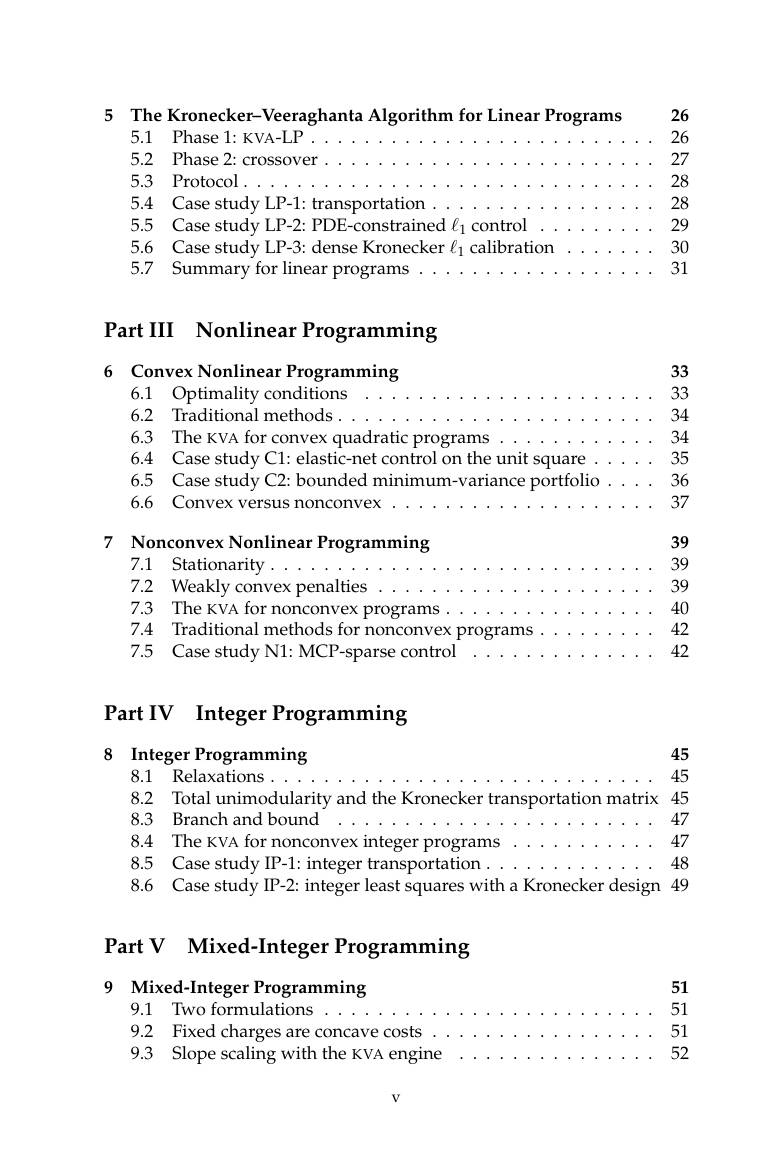 5 The Kronecker–Veeraghanta Algorithm for Linear Programs 26
5.1 Phase 1: KVA-LP . . . . . . . . . . . . . . . . . . . . . . . . . . 26
5.2 Phase 2: crossover . . . . . . . . . . . . . . . . . . . . . . . . . 27
5.3 Protocol . . . . . . . . . . . . . . . . . . . . . . . . . . . . . . . 28
5.4 Case study LP-1: transportation . . . . . . . . . . . . . . . . . 28
5.5 Case study LP-2: PDE-constrained ℓ₁ control . . . . . . . . . 29
5.6 Case study LP-3: dense Kronecker ℓ₁ calibration . . . . . . . 30
5.7 Summary for linear programs . . . . . . . . . . . . . . . . . . 31
Part III Nonlinear Programming
6 Convex Nonlinear Programming 33
6.1 Optimality conditions . . . . . . . . . . . . . . . . . . . . . . 33
6.2 Traditional methods . . . . . . . . . . . . . . . . . . . . . . . . 34
6.3 The KVA for convex quadratic programs . . . . . . . . . . . . 34
6.4 Case study C1: elastic-net control on the unit square . . . . . 35
6.5 Case study C2: bounded minimum-variance portfolio . . . . 36
6.6 Convex versus nonconvex . . . . . . . . . . . . . . . . . . . . 37
7 Nonconvex Nonlinear Programming 39
7.1 Stationarity . . . . . . . . . . . . . . . . . . . . . . . . . . . . . 39
7.2 Weakly convex penalties . . . . . . . . . . . . . . . . . . . . . 39
7.3 The KVA for nonconvex programs . . . . . . . . . . . . . . . . 40
7.4 Traditional methods for nonconvex programs . . . . . . . . . 42
7.5 Case study N1: MCP-sparse control . . . . . . . . . . . . . . 42
Part IV Integer Programming
8 Integer Programming 45
8.1 Relaxations . . . . . . . . . . . . . . . . . . . . . . . . . . . . . 45
8.2 Total unimodularity and the Kronecker transportation matrix 45
8.3 Branch and bound . . . . . . . . . . . . . . . . . . . . . . . . 47
8.4 The KVA for nonconvex integer programs . . . . . . . . . . . 47
8.5 Case study IP-1: integer transportation . . . . . . . . . . . . . 48
8.6 Case study IP-2: integer least squares with a Kronecker design 49
Part V Mixed-Integer Programming
9 Mixed-Integer Programming 51
9.1 Two formulations . . . . . . . . . . . . . . . . . . . . . . . . . 51
9.2 Fixed charges are concave costs . . . . . . . . . . . . . . . . . 51
9.3 Slope scaling with the KVA engine . . . . . . . . . . . . . . . 52
v